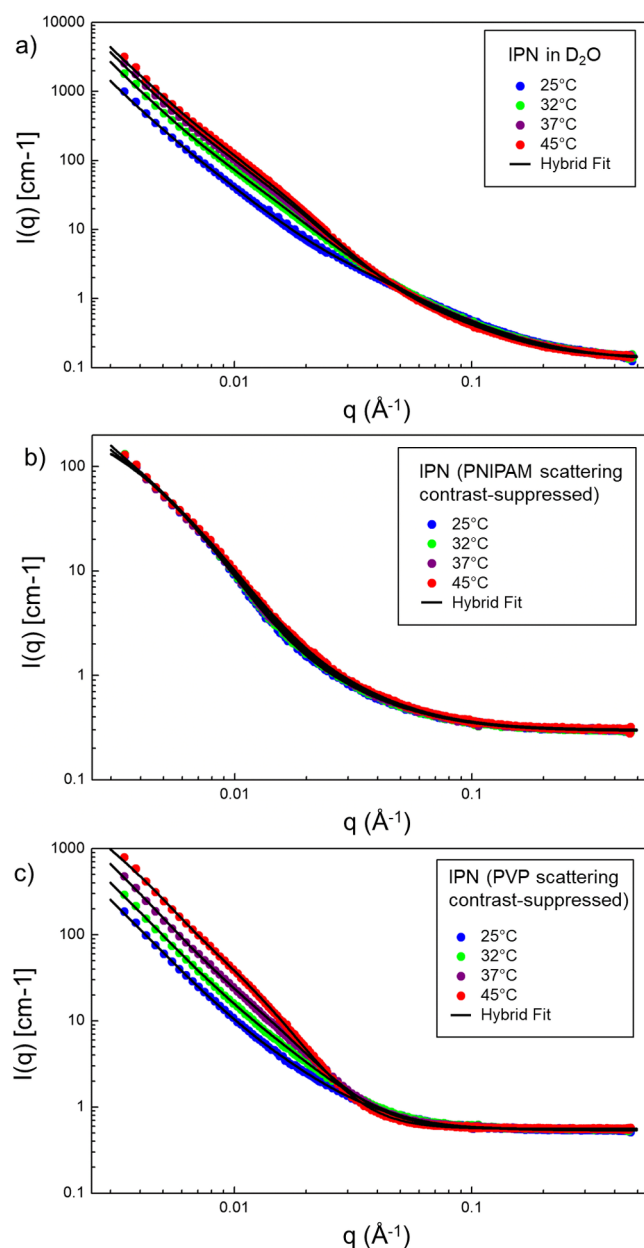 a)
10000
1000
100
10
1
0.1
I(q) [cm-1]
IPN in D₂O
25°C
32°C
37°C
45°C
Hybrid Fit
0.01
0.1
q (Å⁻¹)
b)
100
10
1
0.1
I(q) [cm-1]
IPN (PNIPAM scattering
contrast-suppressed)
25°C
32°C
37°C
45°C
Hybrid Fit
0.01
0.1
q (Å⁻¹)
c)
1000
100
10
1
0.1
I(q) [cm-1]
IPN (PVP scattering
contrast-suppressed)
25°C
32°C
37°C
45°C
Hybrid Fit
0.01
0.1
q (Å⁻¹)